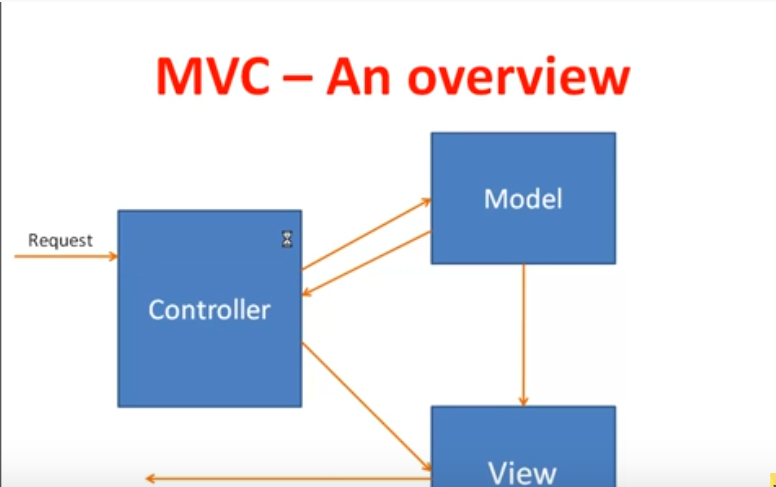 MVC – An overview
Model
Request
Controller
View